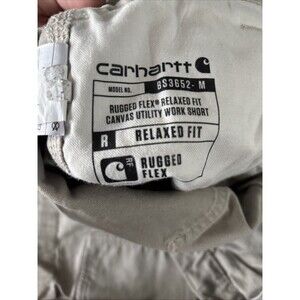 carhartt
MODEL NO. BS3652-M
RUGGED FLEX® RELAXED FIT
CANVAS UTILITY WORK SHORT
R RELAXED FIT
RF RUGGED
FLEX